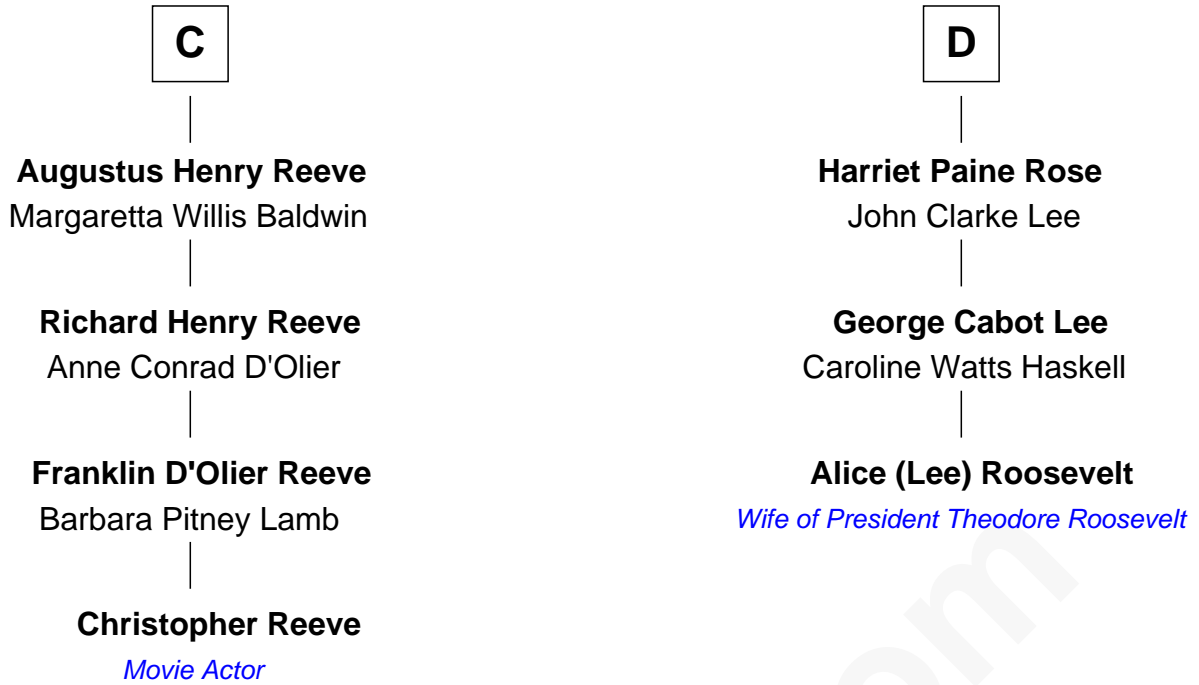 C
Augustus Henry Reeve
Margaretta Willis Baldwin
Richard Henry Reeve
Anne Conrad D'Olier
Franklin D'Olier Reeve
Barbara Pitney Lamb
Christopher Reeve
Movie Actor
D
Harriet Paine Rose
John Clarke Lee
George Cabot Lee
Caroline Watts Haskell
Alice (Lee) Roosevelt
Wife of President Theodore Roosevelt
om